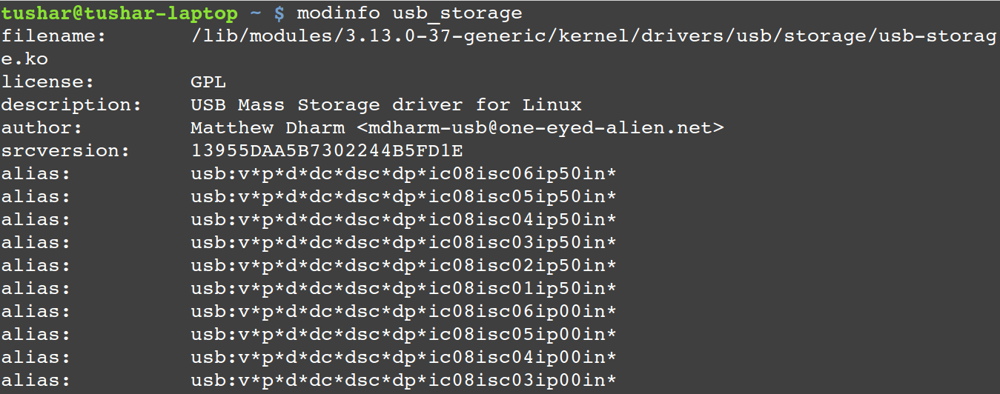 tushar@tushar-laptop ~ $ modinfo usb_storage
filename:       /lib/modules/3.13.0-37-generic/kernel/drivers/usb/storage/usb-storag
e.ko
license:        GPL
description:    USB Mass Storage driver for Linux
author:         Matthew Dharm <mdharm-usb@one-eyed-alien.net>
srcversion:     13955DAA5B7302244B5FD1E
alias:          usb:v*p*d*dc*dsc*dp*ic08isc06ip50in*
alias:          usb:v*p*d*dc*dsc*dp*ic08isc05ip50in*
alias:          usb:v*p*d*dc*dsc*dp*ic08isc04ip50in*
alias:          usb:v*p*d*dc*dsc*dp*ic08isc03ip50in*
alias:          usb:v*p*d*dc*dsc*dp*ic08isc02ip50in*
alias:          usb:v*p*d*dc*dsc*dp*ic08isc01ip50in*
alias:          usb:v*p*d*dc*dsc*dp*ic08isc06ip00in*
alias:          usb:v*p*d*dc*dsc*dp*ic08isc05ip00in*
alias:          usb:v*p*d*dc*dsc*dp*ic08isc04ip00in*
alias:          usb:v*p*d*dc*dsc*dp*ic08isc03ip00in*